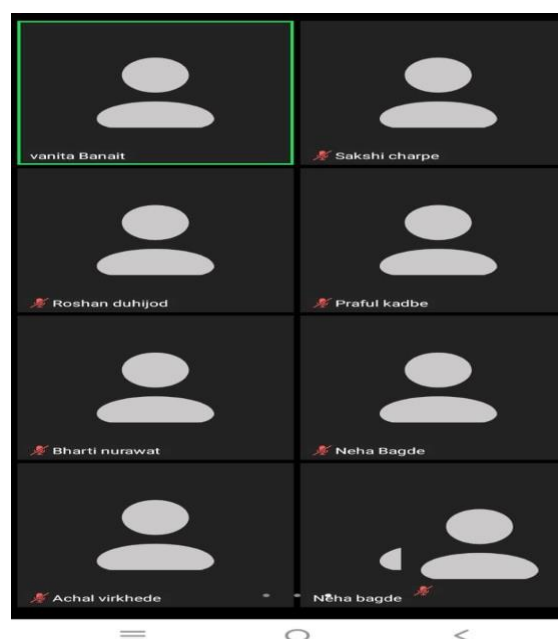 vanita Banait
Sakshi charpe
Roshan duhijod
Praful kadbe
Bharti nurawat
Neha Bagde
Achal virkhede
Neha bagde